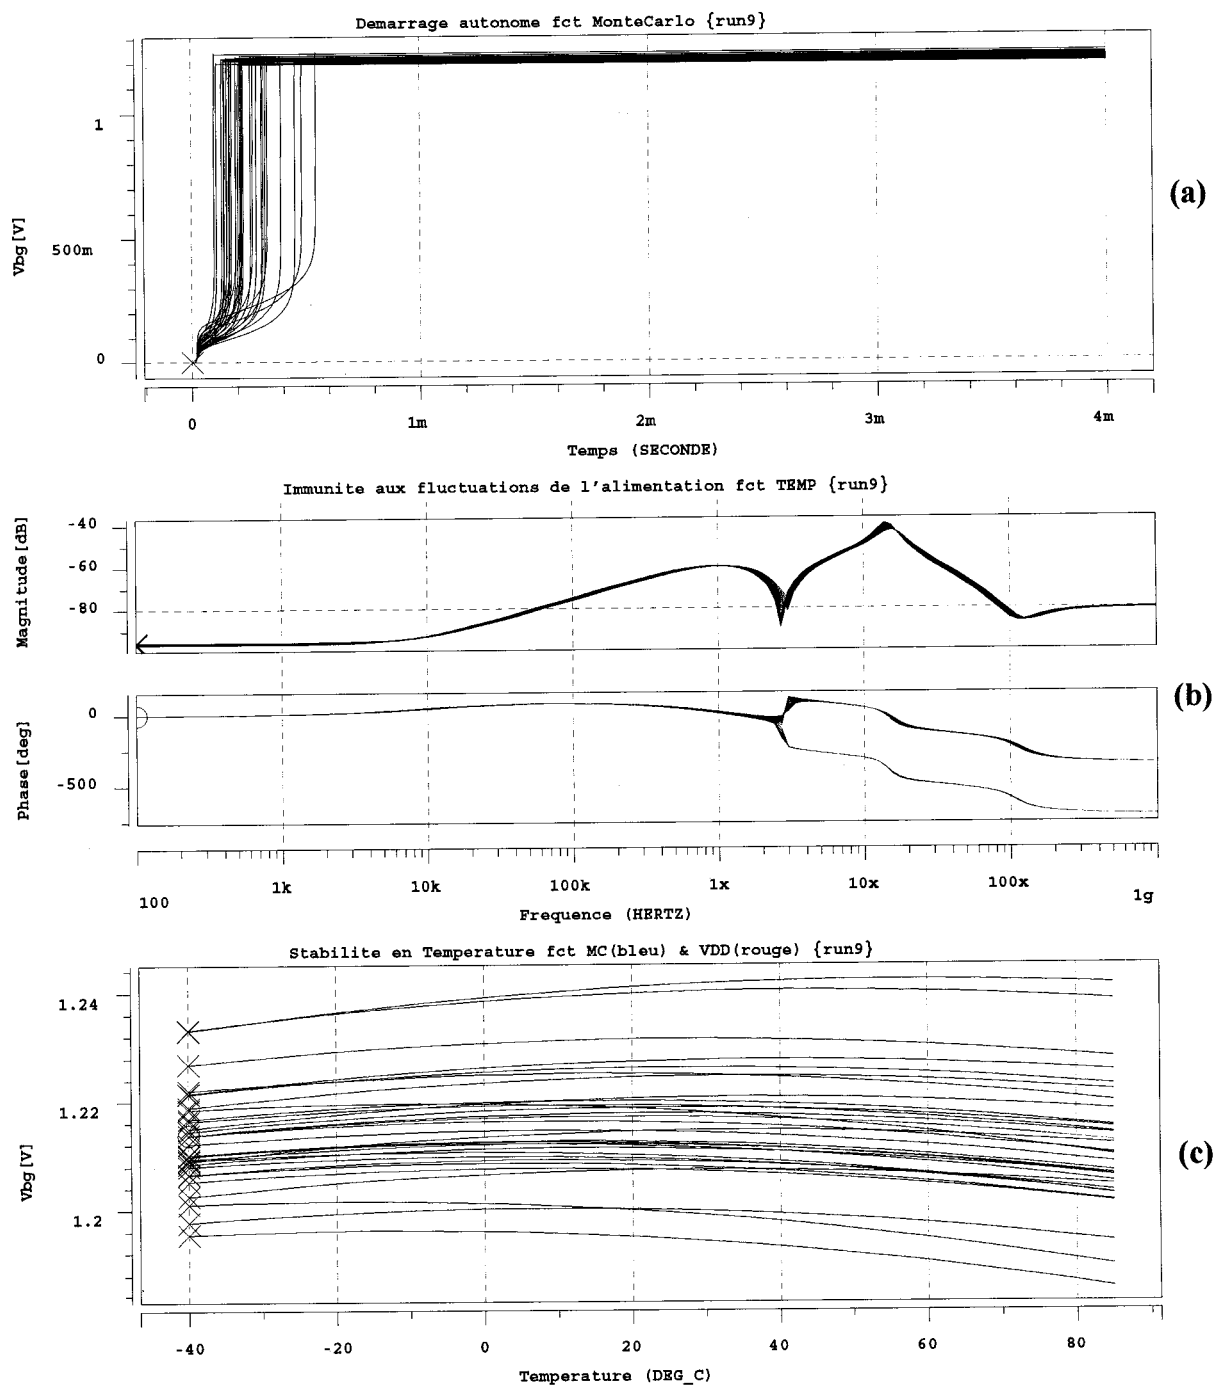 Demarrage autonome fct MonteCarlo {run9}
1
500m
0
Vbg[V]
(a)
0 1m 2m 3m 4m
Temps (SECONDE)
Immunite aux fluctuations de l'alimentation fct TEMP {run9}
-40
-60
-80
Magnitude[dB]
0
-500
Phase[deg]
(b)
100 1k 10k 100k 1x 10x 100x 1g
Frequence (HERTZ)
Stabilite en Temperature fct MC(bleu) & VDD(rouge) {run9}
1.24
1.22
1.2
Vbg[V]
(c)
-40 -20 0 20 40 60 80
Temperature (DEG_C)